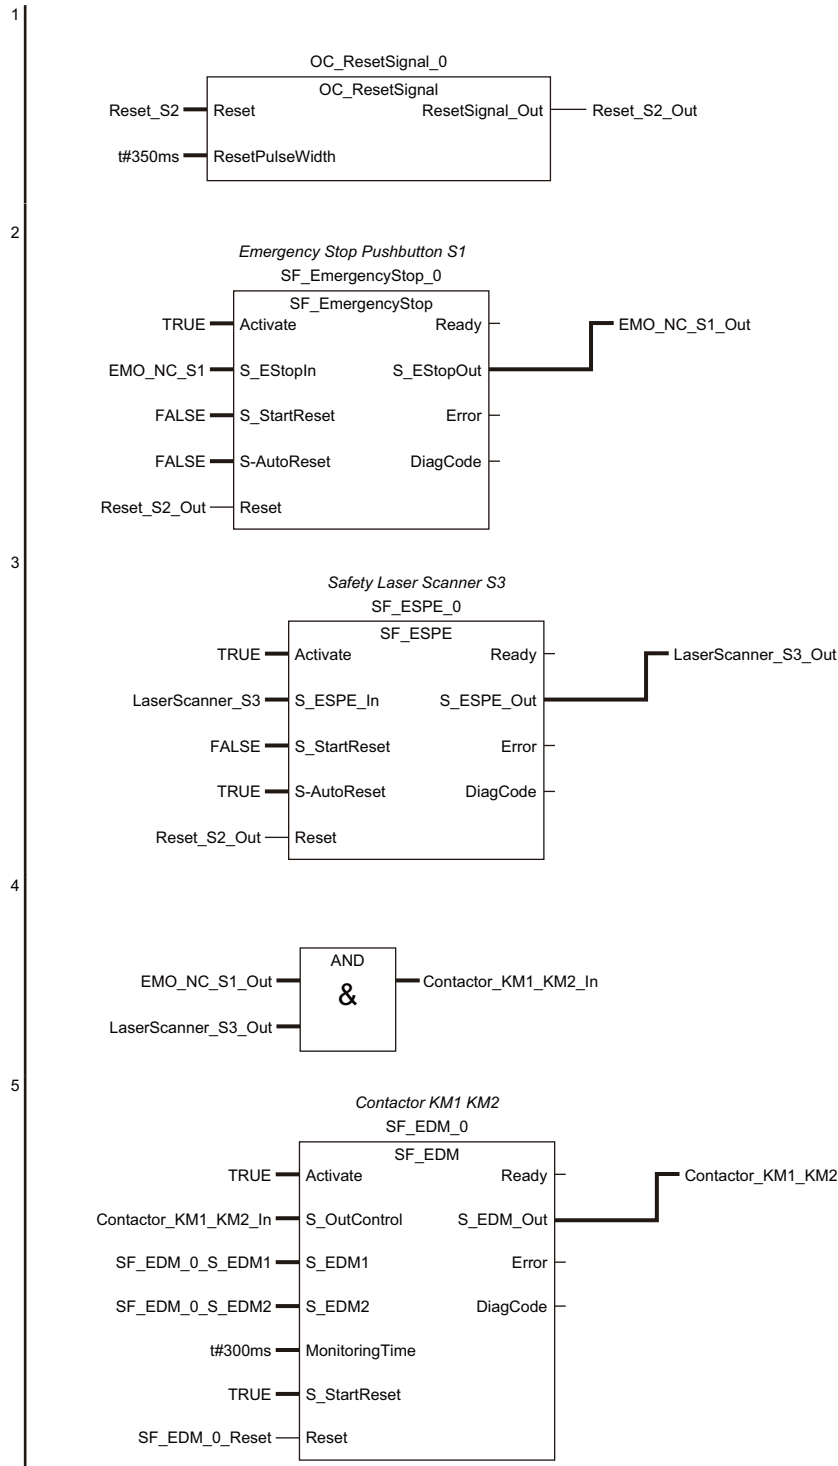 1
OC_ResetSignal_0
OC_ResetSignal
Reset_S2 Reset ResetSignal_Out Reset_S2_Out
t#350ms ResetPulseWidth
2
Emergency Stop Pushbutton S1
SF_EmergencyStop_0
SF_EmergencyStop
TRUE Activate Ready EMO_NC_S1_Out
EMO_NC_S1 S_EStopIn S_EStopOut
FALSE S_StartReset Error
FALSE S-AutoReset DiagCode
Reset_S2_Out Reset
3
Safety Laser Scanner S3
SF_ESPE_0
SF_ESPE
TRUE Activate Ready LaserScanner_S3_Out
LaserScanner_S3 S_ESPE_In S_ESPE_Out
FALSE S_StartReset Error
TRUE S-AutoReset DiagCode
Reset_S2_Out Reset
4
AND
EMO_NC_S1_Out & Contactor_KM1_KM2_In
LaserScanner_S3_Out
5
Contactor KM1 KM2
SF_EDM_0
SF_EDM
TRUE Activate Ready Contactor_KM1_KM2
Contactor_KM1_KM2_In S_OutControl S_EDM_Out
SF_EDM_0_S_EDM1 S_EDM1 Error
SF_EDM_0_S_EDM2 S_EDM2 DiagCode
t#300ms MonitoringTime
TRUE S_StartReset
SF_EDM_0_Reset Reset